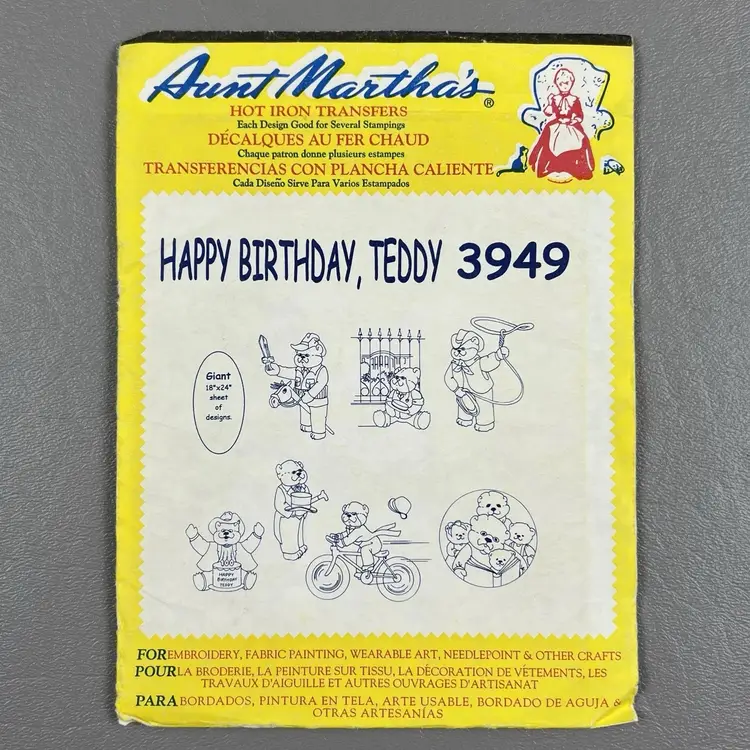 Aunt Martha's®
HOT IRON TRANSFERS
Each Design Good for Several Stampings
DÉCALQUES AU FER CHAUD
Chaque patron donne plusieurs estampes
TRANSFERENCIAS CON PLANCHA CALIENTE
Cada Diseño Sirve Para Varios Estampados
HAPPY BIRTHDAY, TEDDY 3949
Giant
18"x24"
sheet
of
designs.
100
HAPPY
Birthday
TEDDY
FOR EMBROIDERY, FABRIC PAINTING, WEARABLE ART, NEEDLEPOINT & OTHER CRAFTS
POUR LA BRODERIE, LA PEINTURE SUR TISSU, LA DÉCORATION DE VÉTEMENTS, LES
TRAVAUX D'AIGUILLE ET AUTRES OUVRAGES D'ARTISANAT
PARA BORDADOS, PINTURA EN TELA, ARTE USABLE, BORDADO DE AGUJA &
OTRAS ARTESANÍAS